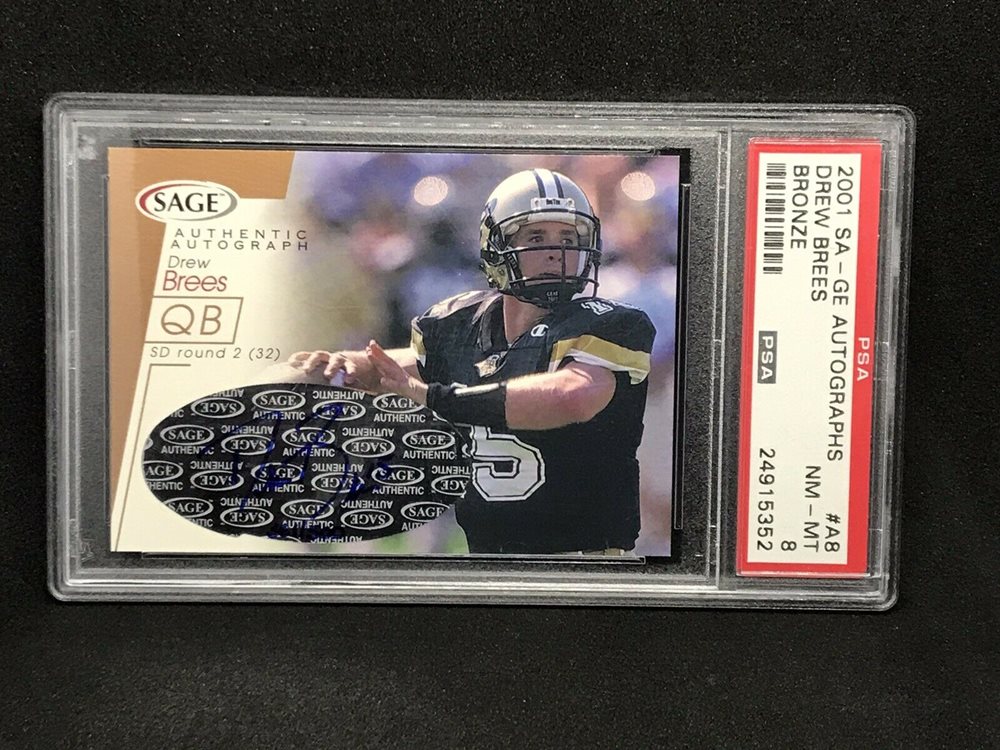 SAGE
AUTHENTIC
AUTOGRAPH
Drew
Brees
QB
SD round 2 (32)
SAGE AUTHENTIC
5
PSA
2001 SA-GE AUTOGRAPHS #A8
DREW BREES NM-MT
BRONZE 8
PSA 24915352